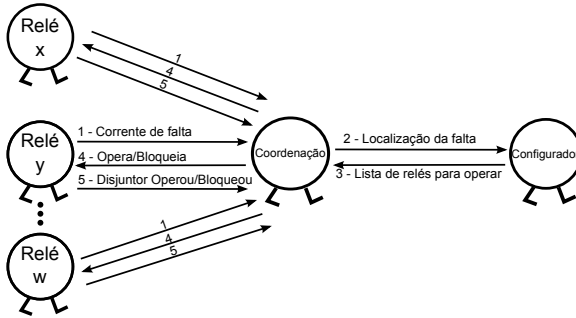 Relé
x
1
4
5
Relé
y
1 - Corrente de falta
4 - Opera/Bloqueia
5 - Disjuntor Operou/Bloqueou
Coordenação
2 - Localização da falta
3 - Lista de relés para operar
Configurador
Relé
w
1
4
5